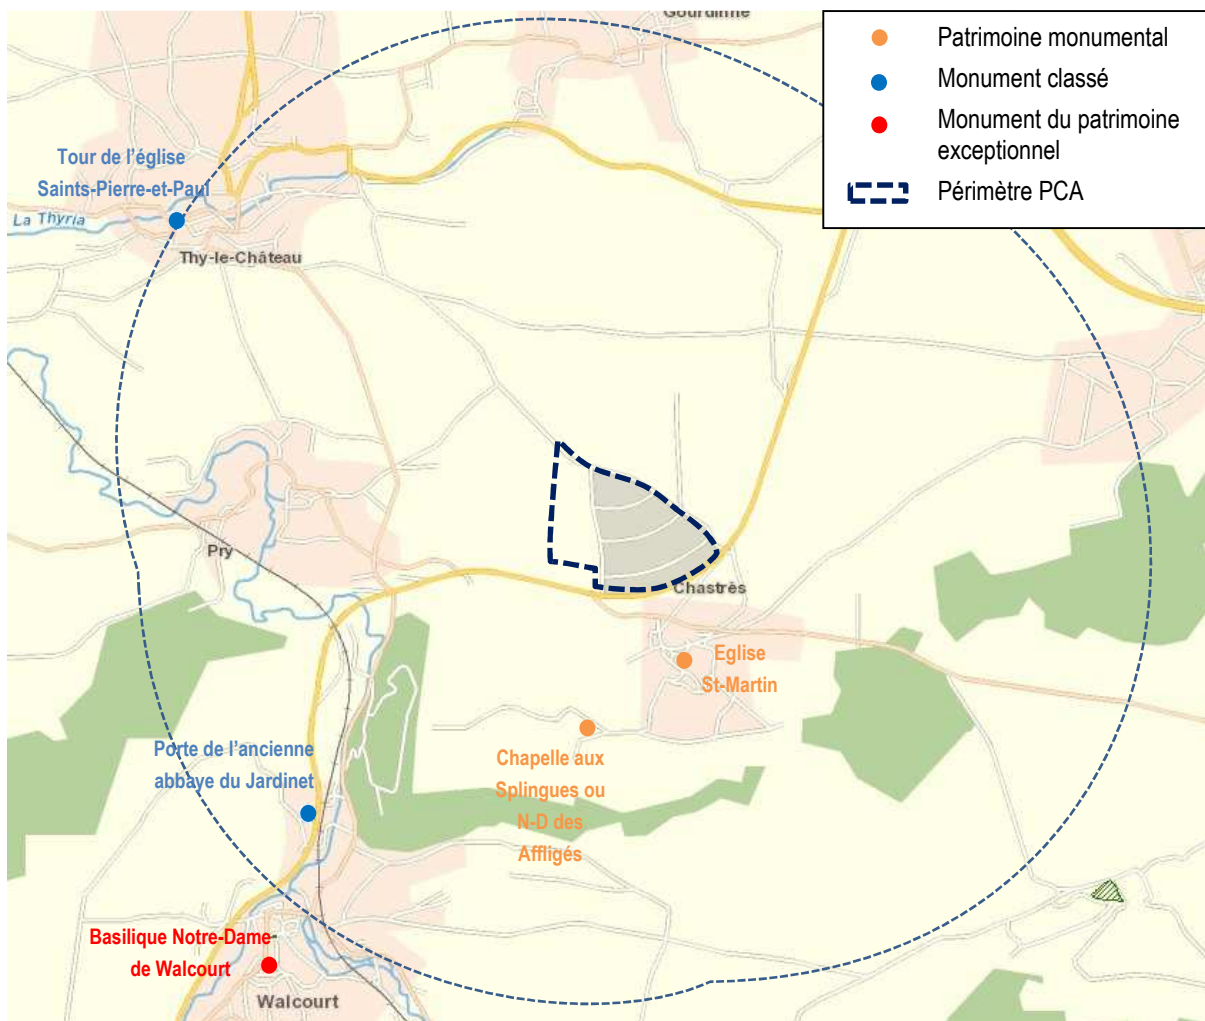 Gourdinne
Patrimoine monumental
Monument classé
Monument du patrimoine
exceptionnel
Périmètre PCA
Tour de l'église
Saints-Pierre-et-Paul
La Thyria
Thy-le-Château
Pry
Chastrès
Eglise
St-Martin
Porte de l'ancienne
abbaye du Jardinet
Chapelle aux
Splingues ou
N-D des
Affligés
Basilique Notre-Dame-
de Walcourt
Walcourt